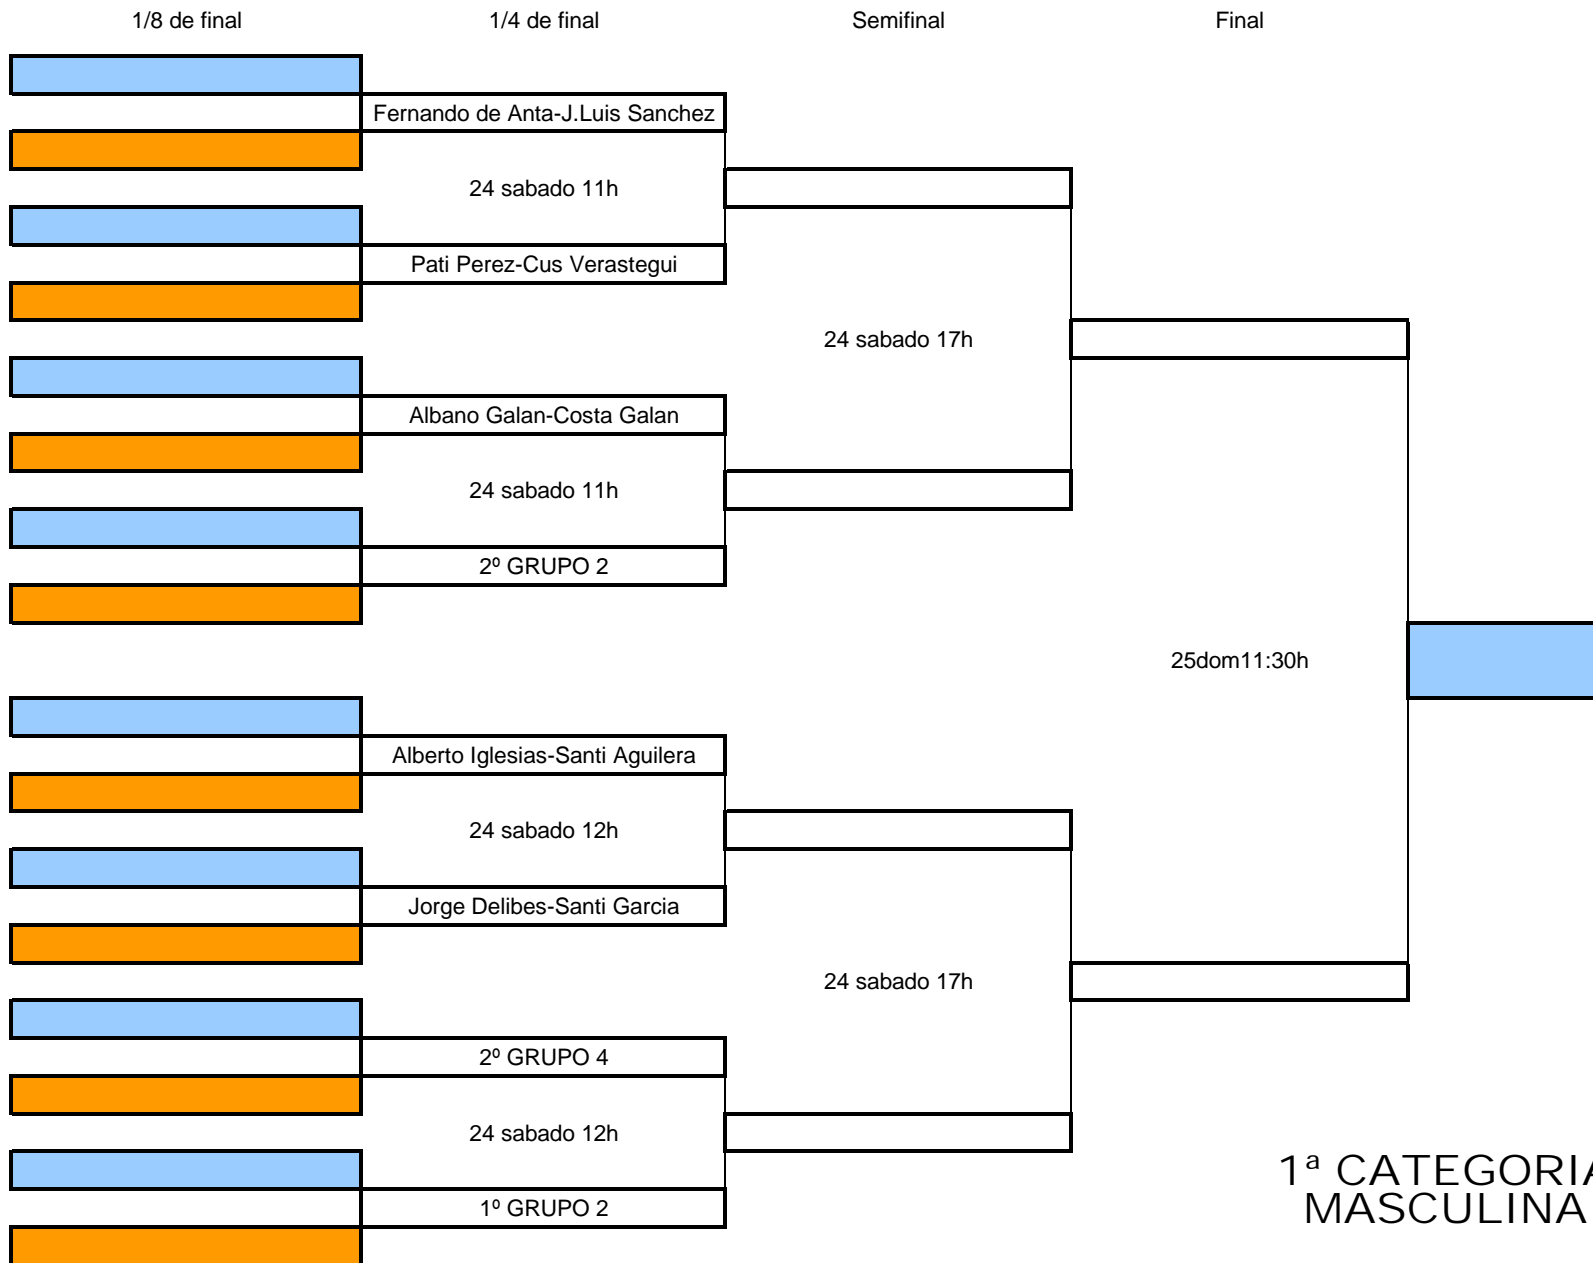 1/8 de final
1/4 de final
Semifinal
Final
Fernando de Anta-J.Luis Sanchez
24 sabado 11h
Pati Perez-Cus Verastegui
24 sabado 17h
Albano Galan-Costa Galan
24 sabado 11h
2º GRUPO 2
25dom11:30h
Alberto Iglesias-Santi Aguilera
24 sabado 12h
Jorge Delibes-Santi Garcia
24 sabado 17h
2º GRUPO 4
24 sabado 12h
1º GRUPO 2
1ª CATEGORIA
MASCULINA